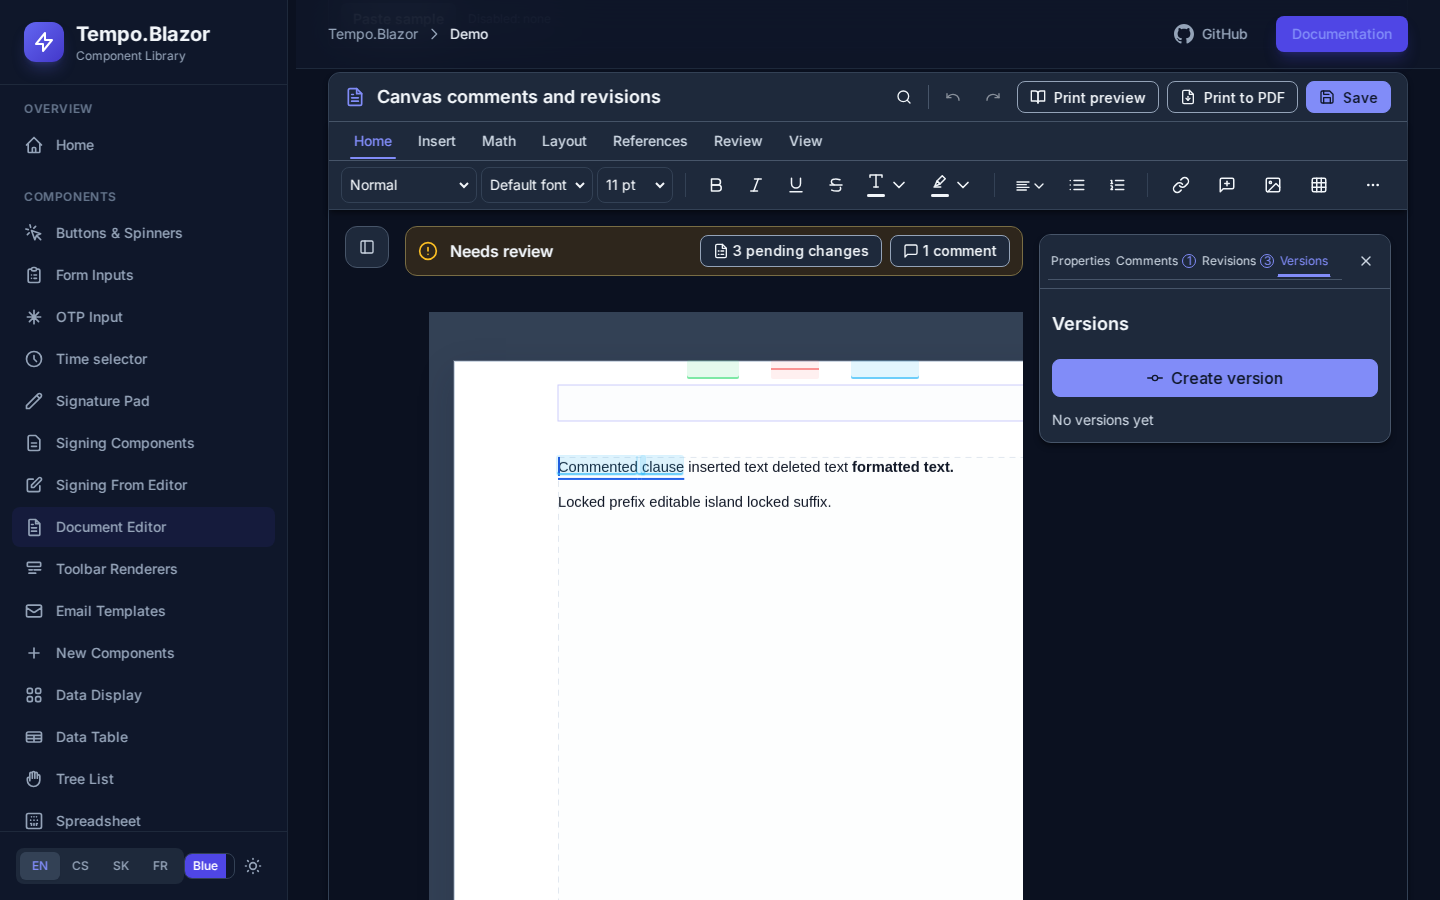 Tempo.Blazor
Component Library
OVERVIEW
Home
COMPONENTS
Buttons & Spinners
Form Inputs
OTP Input
Time selector
Signature Pad
Signing Components
Signing From Editor
Document Editor
Toolbar Renderers
Email Templates
New Components
Data Display
Data Table
Tree List
Spreadsheet
EN CS SK FR Blue
Paste sample
Tempo.Blazor > Demo
GitHub
Documentation
Canvas comments and revisions
Print preview
Print to PDF
Save
Home Insert Math Layout References Review View
Normal Default font 11 pt
Needs review
3 pending changes
1 comment
Commented clause inserted text deleted text formatted text.
Locked prefix editable island locked suffix.
Properties Comments 1 Revisions 3 Versions
Versions
Create version
No versions yet